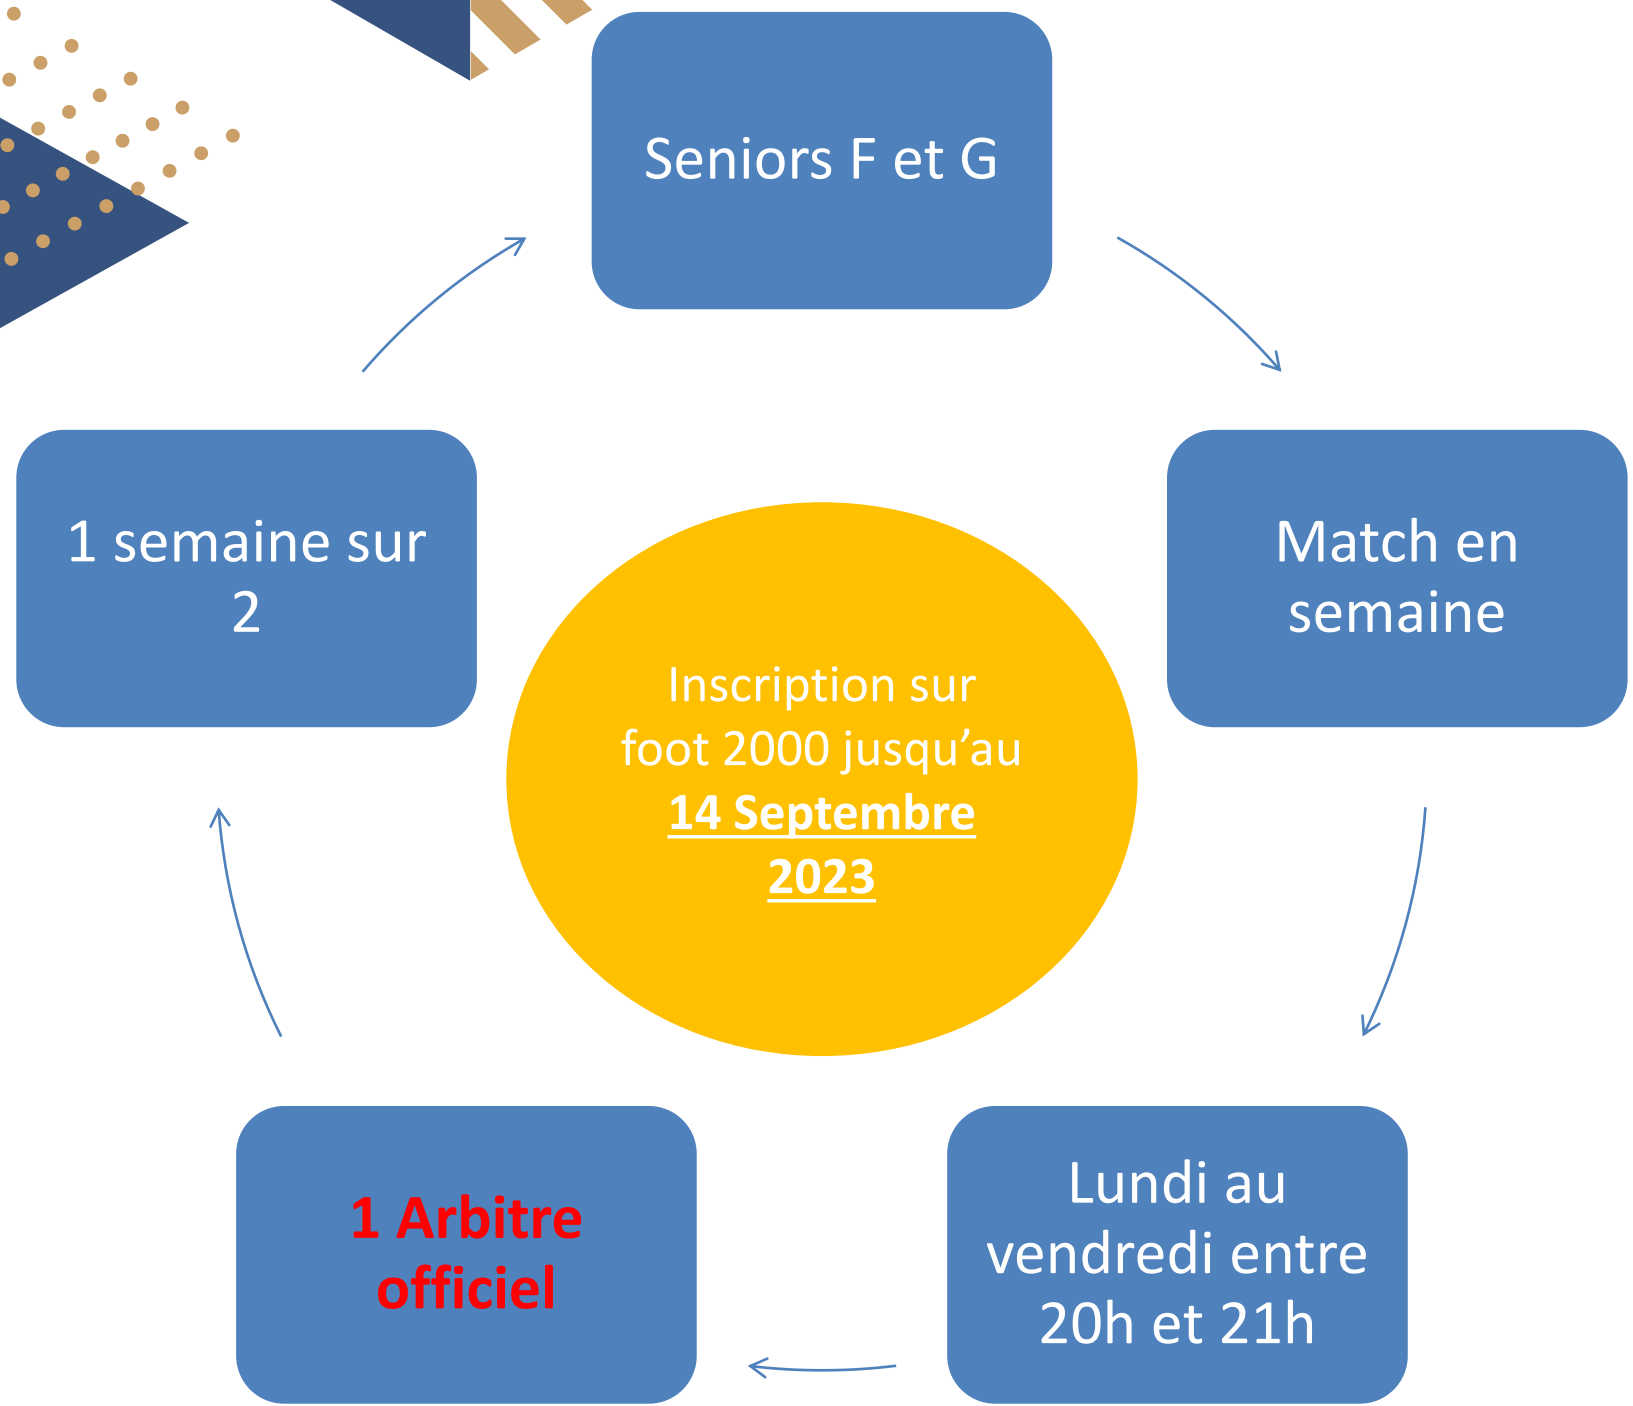 Seniors F et G
Match en
semaine
Lundi au
vendredi entre
20h et 21h
1 Arbitre
officiel
1 semaine sur
2
Inscription sur
foot 2000 jusqu’au
14 Septembre
2023